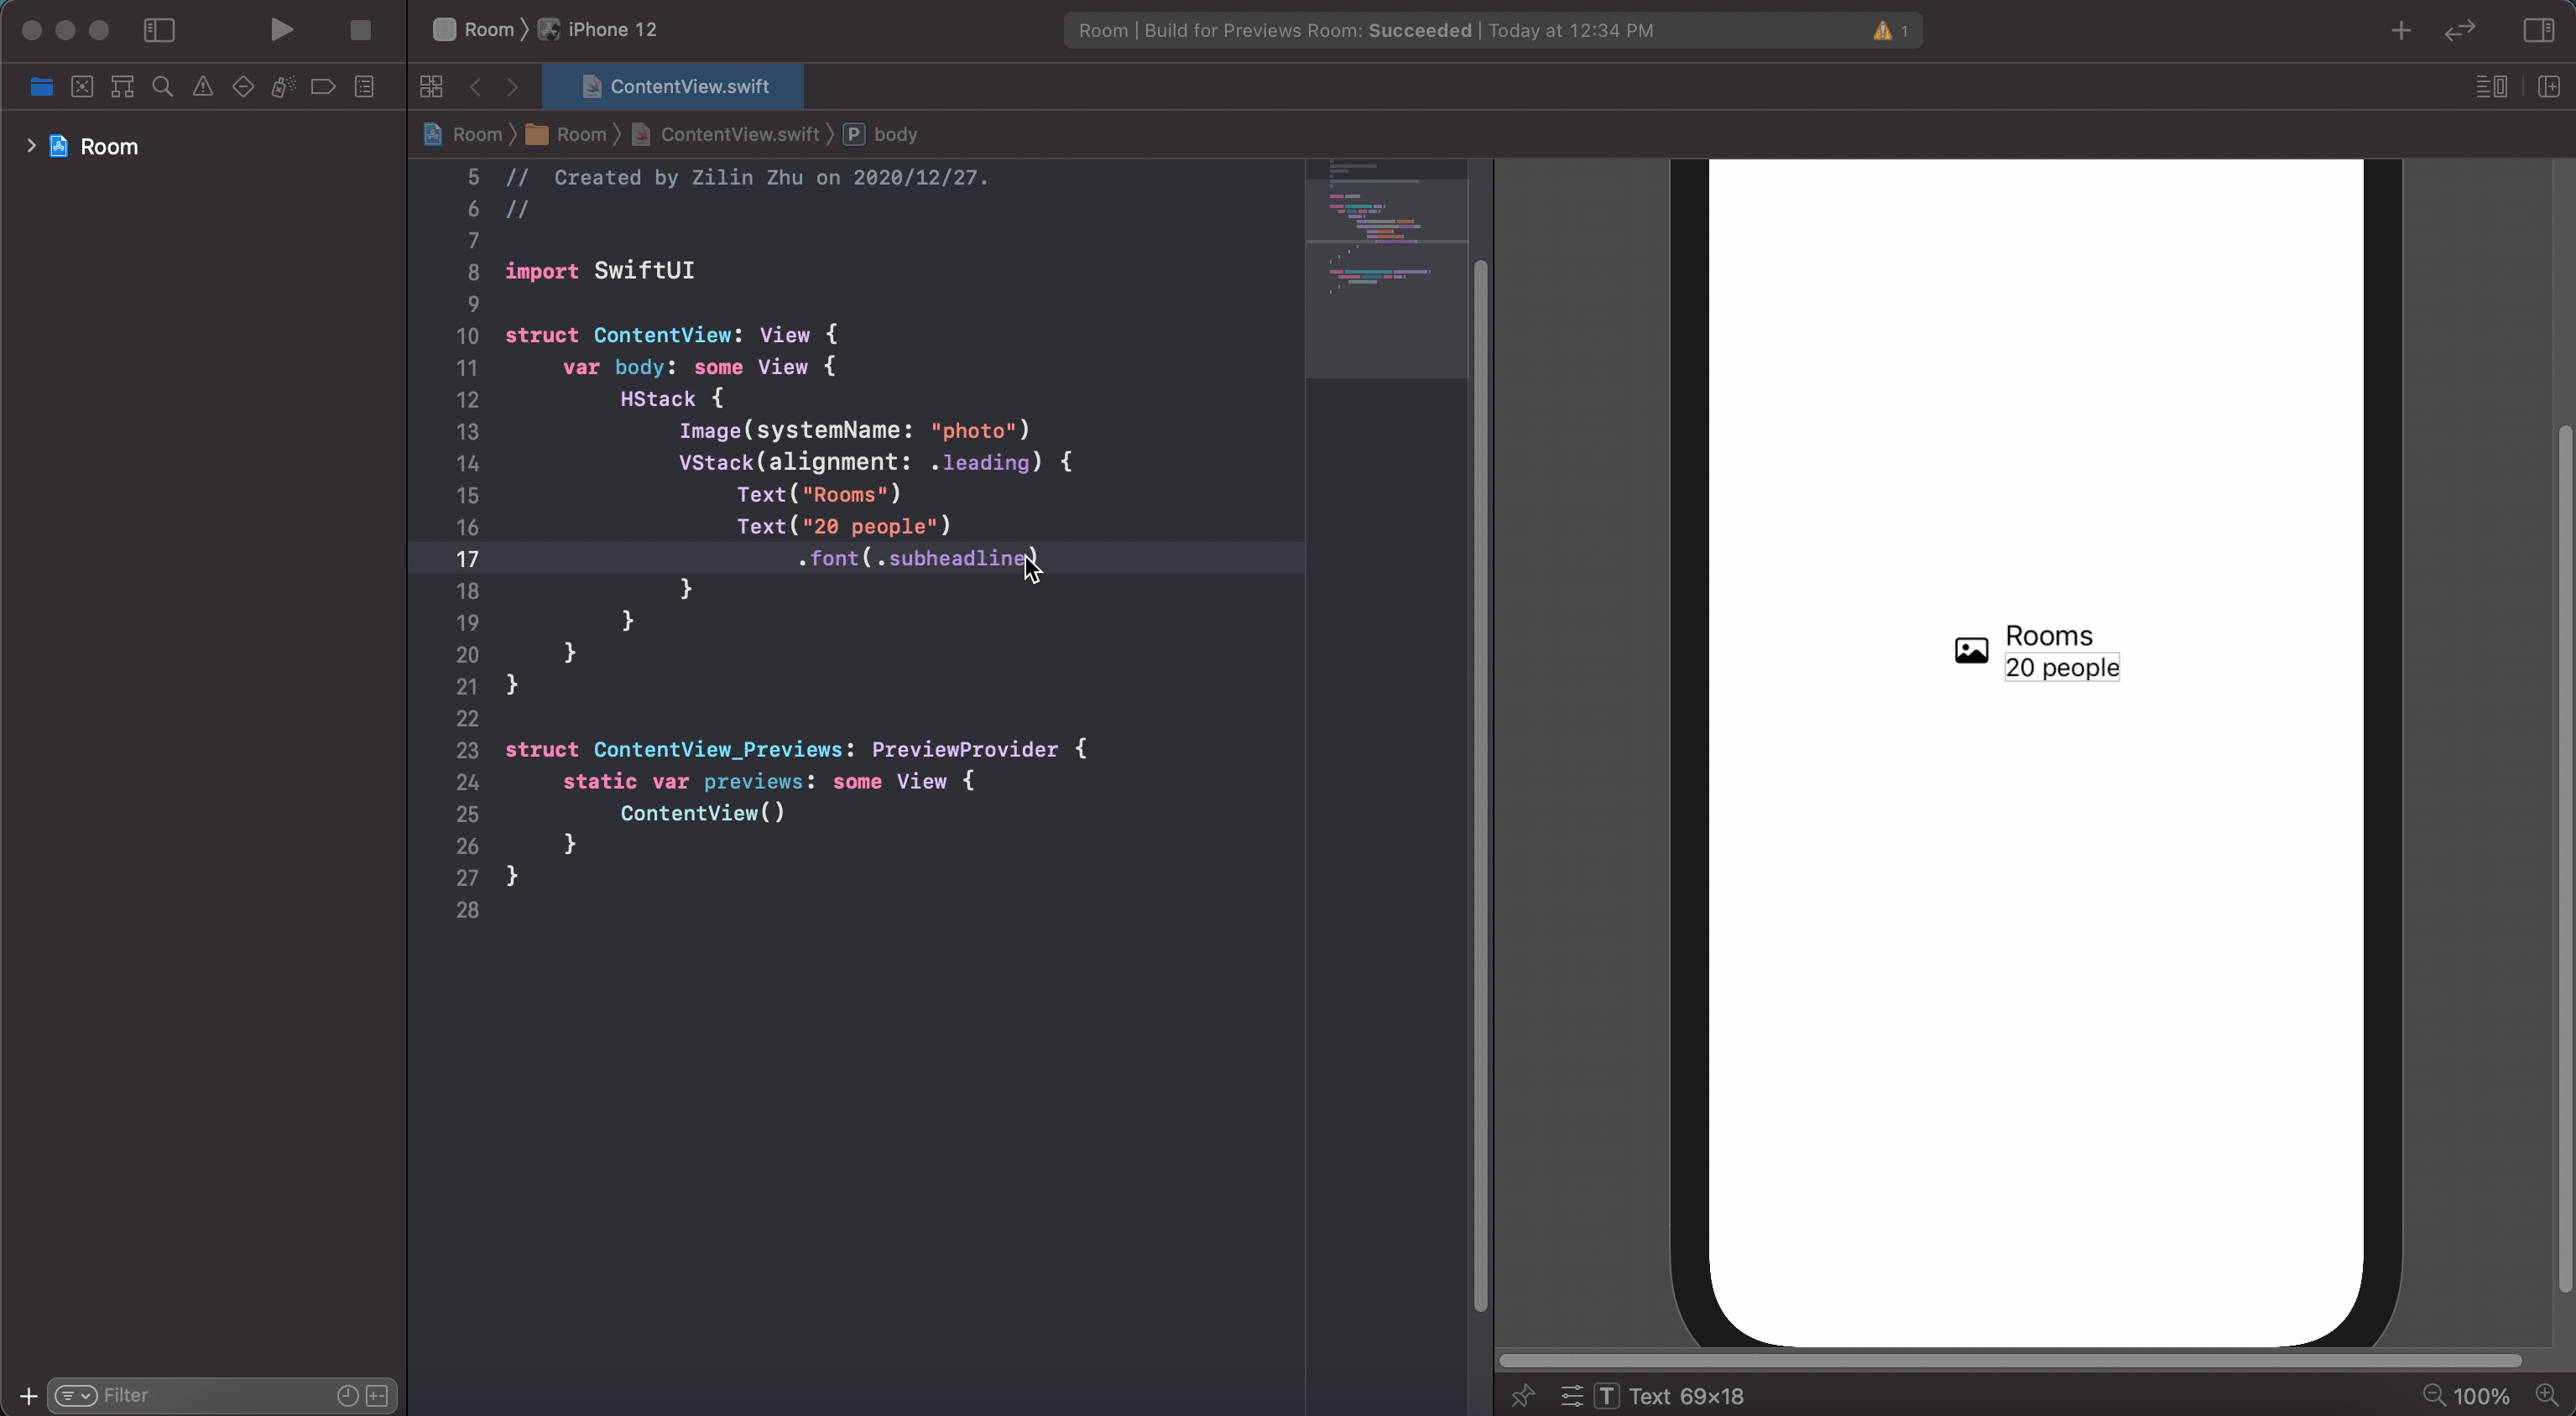 Room 〉 iPhone 12
Room | Build for Previews Room: Succeeded | Today at 12:34 PM
1
ContentView.swift
Room 〉 Room 〉 ContentView.swift 〉 P body
Room
5 //  Created by Zilin Zhu on 2020/12/27.
6 //
7
8 import SwiftUI
9
10 struct ContentView: View {
11     var body: some View {
12         HStack {
13             Image(systemName: "photo")
14             VStack(alignment: .leading) {
15                 Text("Rooms")
16                 Text("20 people")
17                     .font(.subheadline)
18             }
19         }
20     }
21 }
22
23 struct ContentView_Previews: PreviewProvider {
24     static var previews: some View {
25         ContentView()
26     }
27 }
28
Rooms
20 people
Filter
T Text 69×18
100%